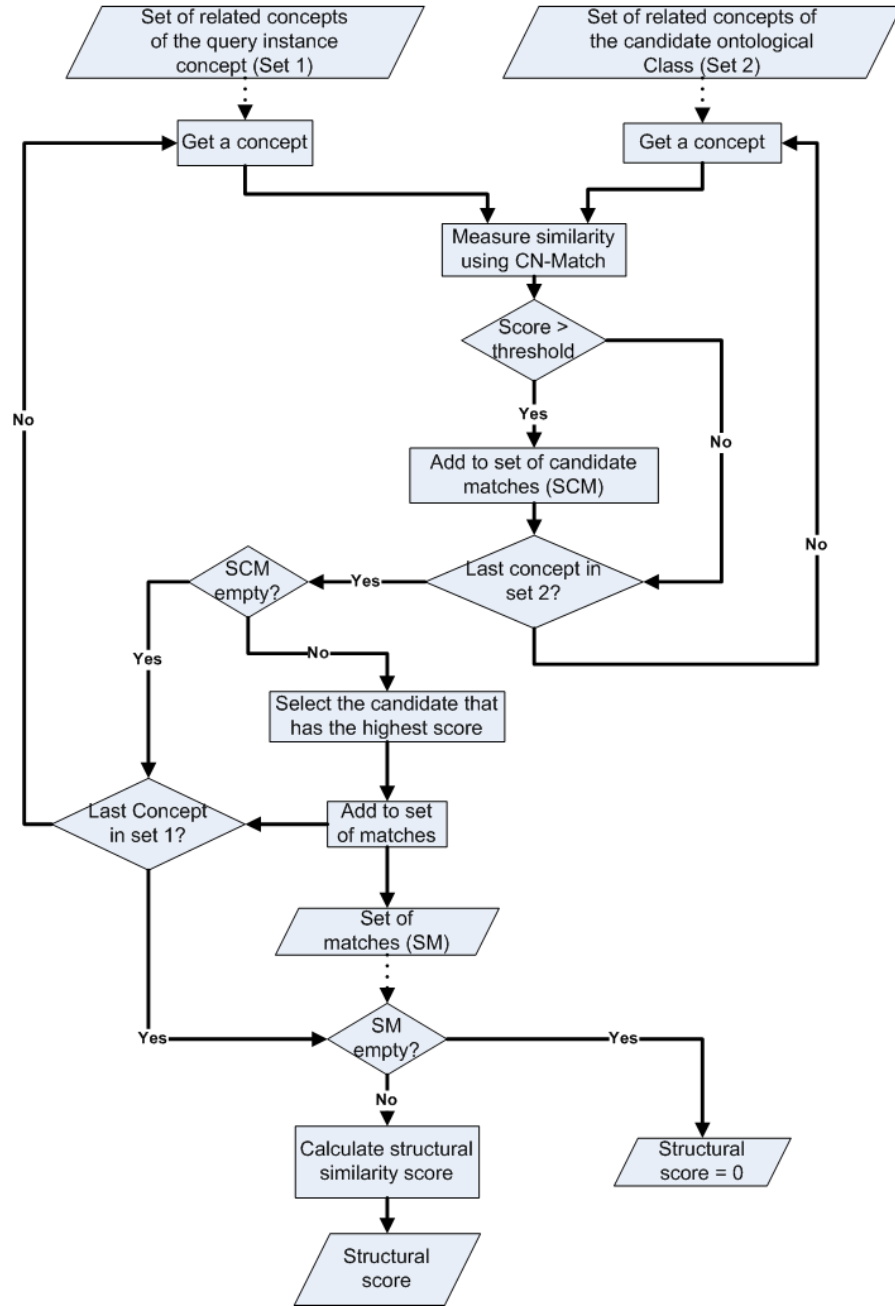 Set of related concepts
of the query instance
concept (Set 1)
Set of related concepts of
the candidate ontological
Class (Set 2)
Get a concept
Get a concept
Measure similarity
using CN-Match
Score >
threshold
No
Yes
No
Add to set of candidate
matches (SCM)
SCM
empty?
Yes
Last concept in
set 2?
No
Yes
No
Select the candidate that
has the highest score
Last Concept
in set 1?
Add to set
of matches
Set of
matches (SM)
Yes
SM
empty?
Yes
No
Calculate structural
similarity score
Structural
score = 0
Structural
score